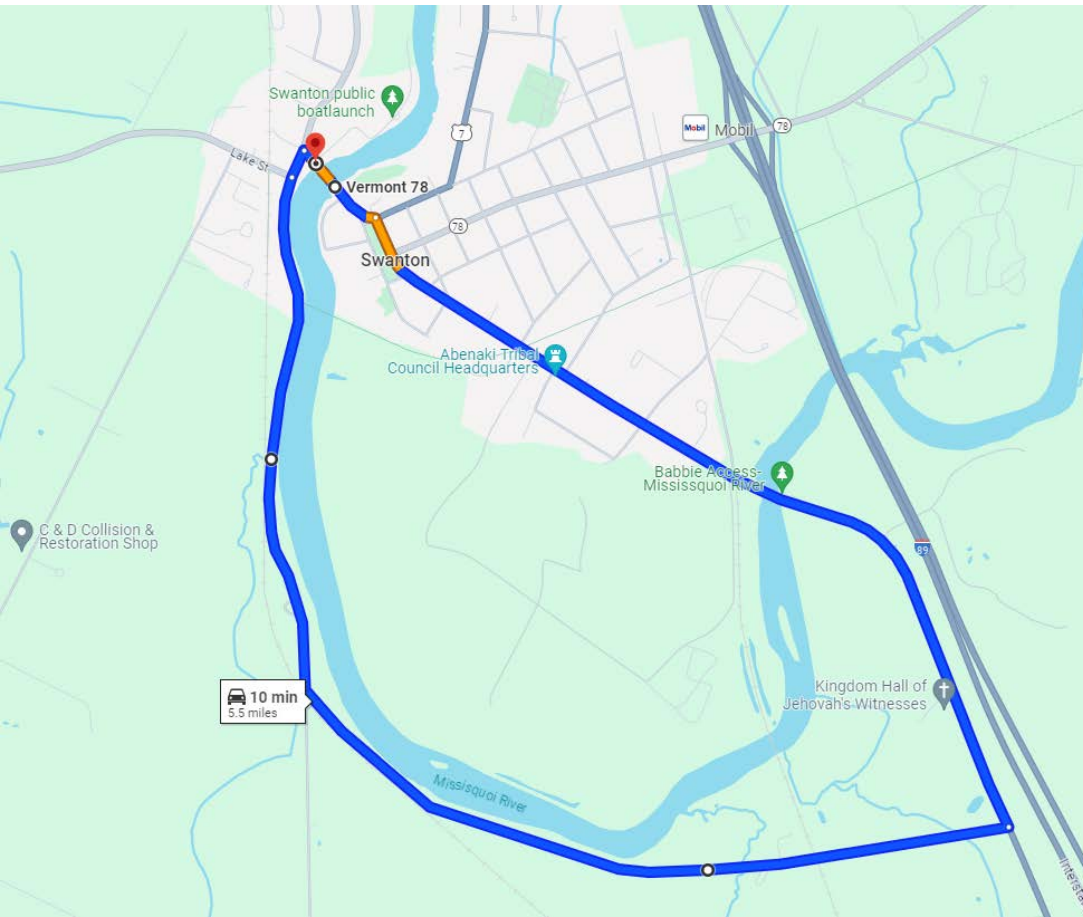 Swanton public
boatlaunch
7
Mobil
Mobil
78
Lake St
Vermont 78
78
Swanton
Abenaki Tribal
Council Headquarters
Babbie Access-
Mississquoi River
C & D Collision &
Restoration Shop
89
10 min
5.5 miles
Kingdom Hall of
Jehovah's Witnesses
Missisquoi River